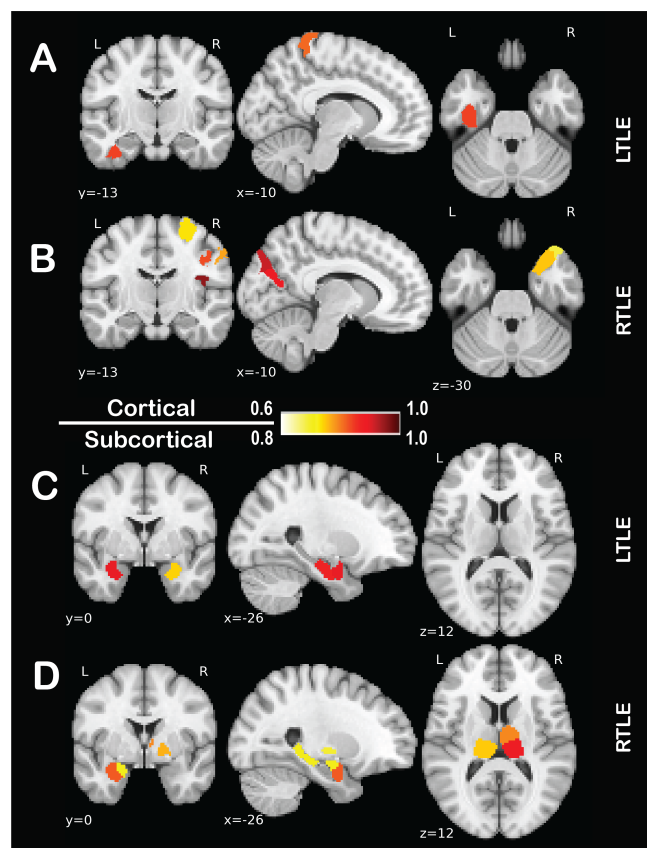 A
L
R
L
R
LTLE
y=-13
x=-10
B
L
R
L
R
RTLE
y=-13
x=-10
z=-30
Cortical
0.6
1.0
Subcortical
0.8
1.0
C
L
R
L
R
LTLE
y=0
x=-26
z=12
D
L
R
L
R
RTLE
y=0
x=-26
z=12